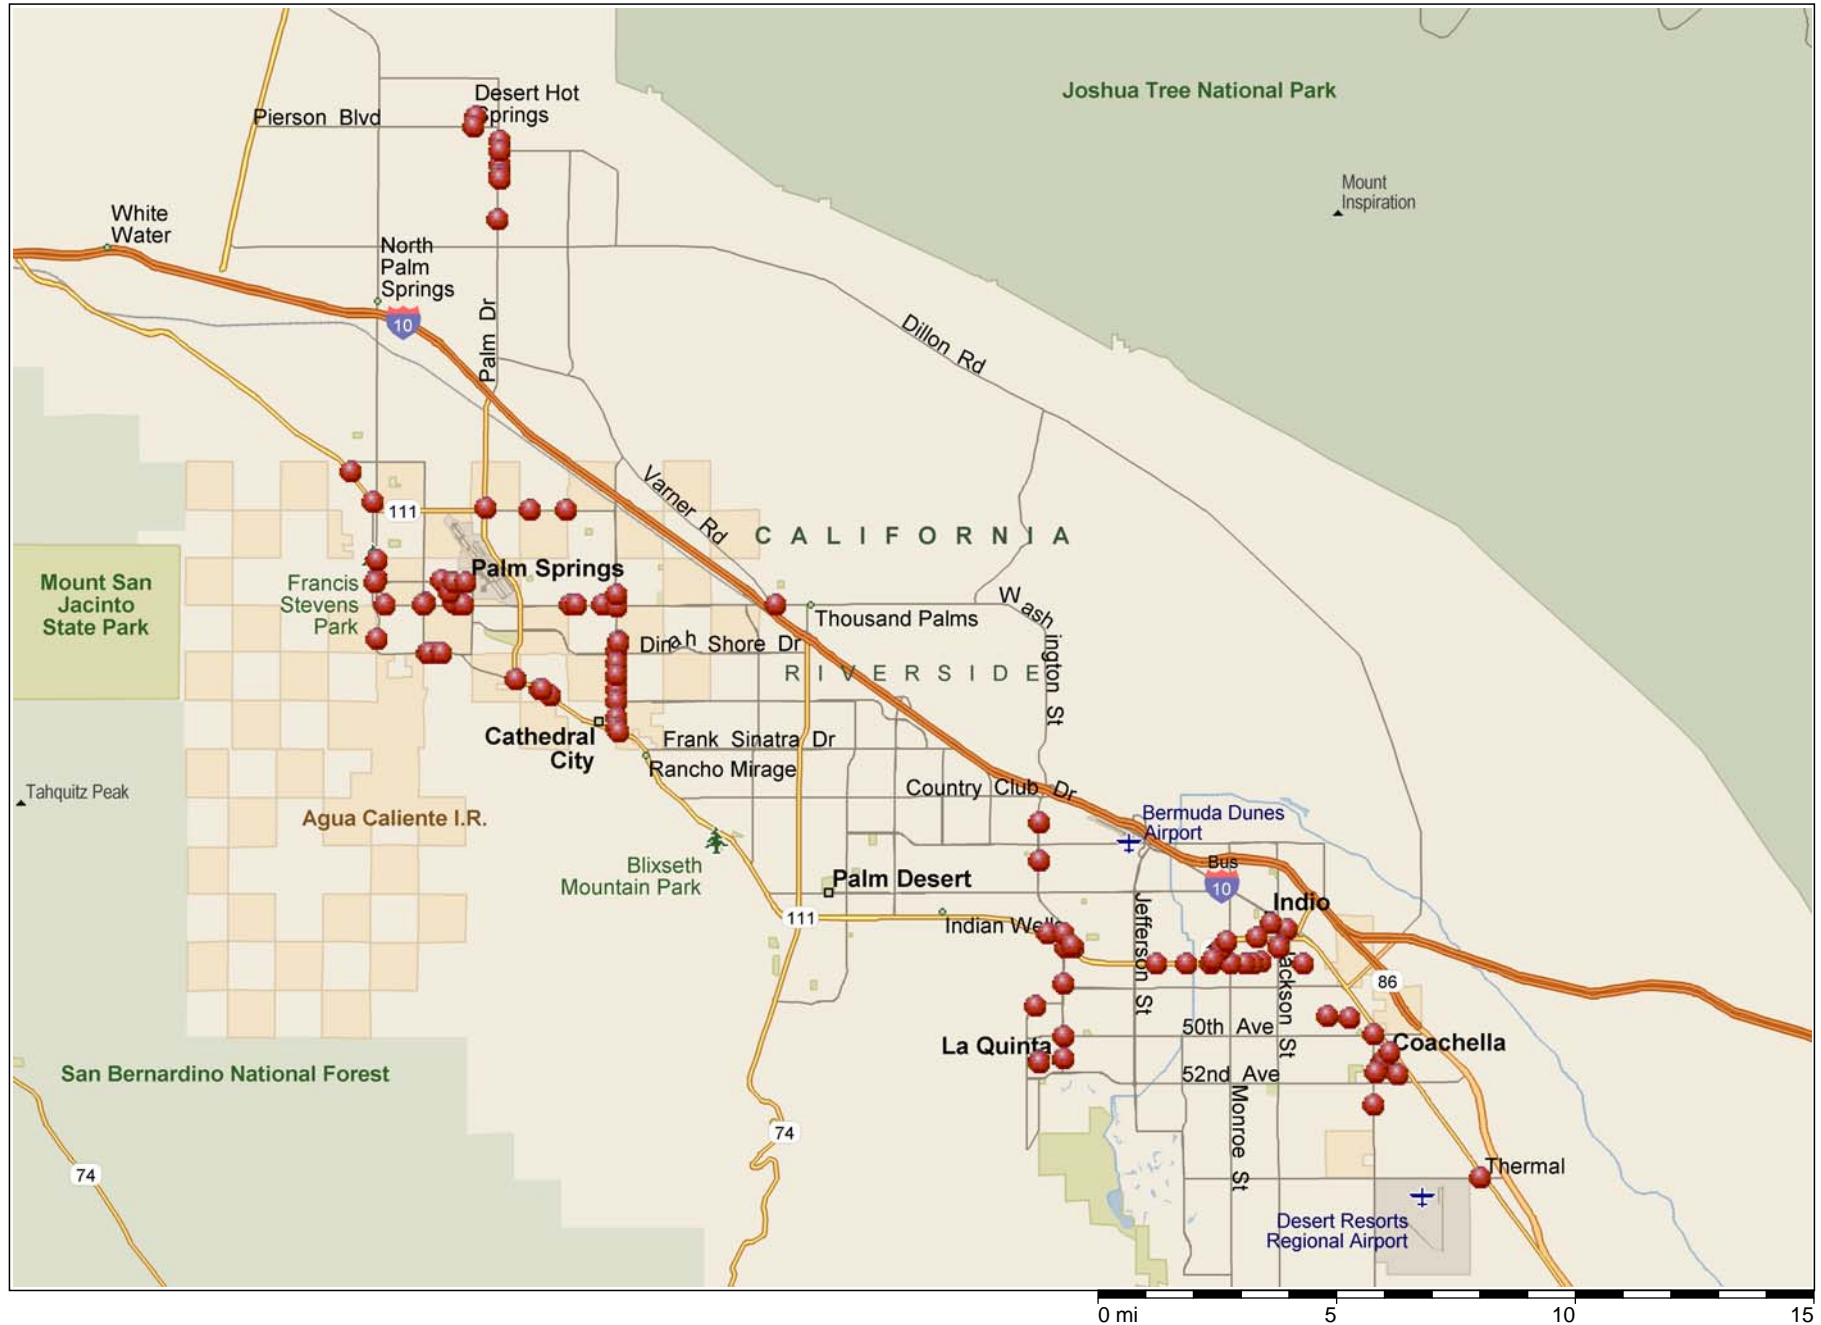 Desert Hot
Springs
Pierson Blvd
Joshua Tree National Park
Mount
Inspiration
White
Water
North
Palm
Springs
10
Palm Dr
Dillon Rd
Varner Rd
111
CALIFORNIA
Palm Springs
Mount San
Jacinto
State Park
Francis
Stevens
Park
Washington St
Thousand Palms
Dinah Shore Dr
RIVERSIDE
Cathedral
City
Frank Sinatra Dr
Rancho Mirage
Tahquitz Peak
Country Club Dr
Agua Caliente I.R.
Bermuda Dunes
Airport
Blixseth
Mountain Park
Bus
10
Palm Desert
Indio
111
Indian Wells
Jefferson St
Jackson St
86
50th Ave
La Quinta
Coachella
San Bernardino National Forest
52nd Ave
Monroe St
74
74
Thermal
Desert Resorts
Regional Airport
0 mi 5 10 15